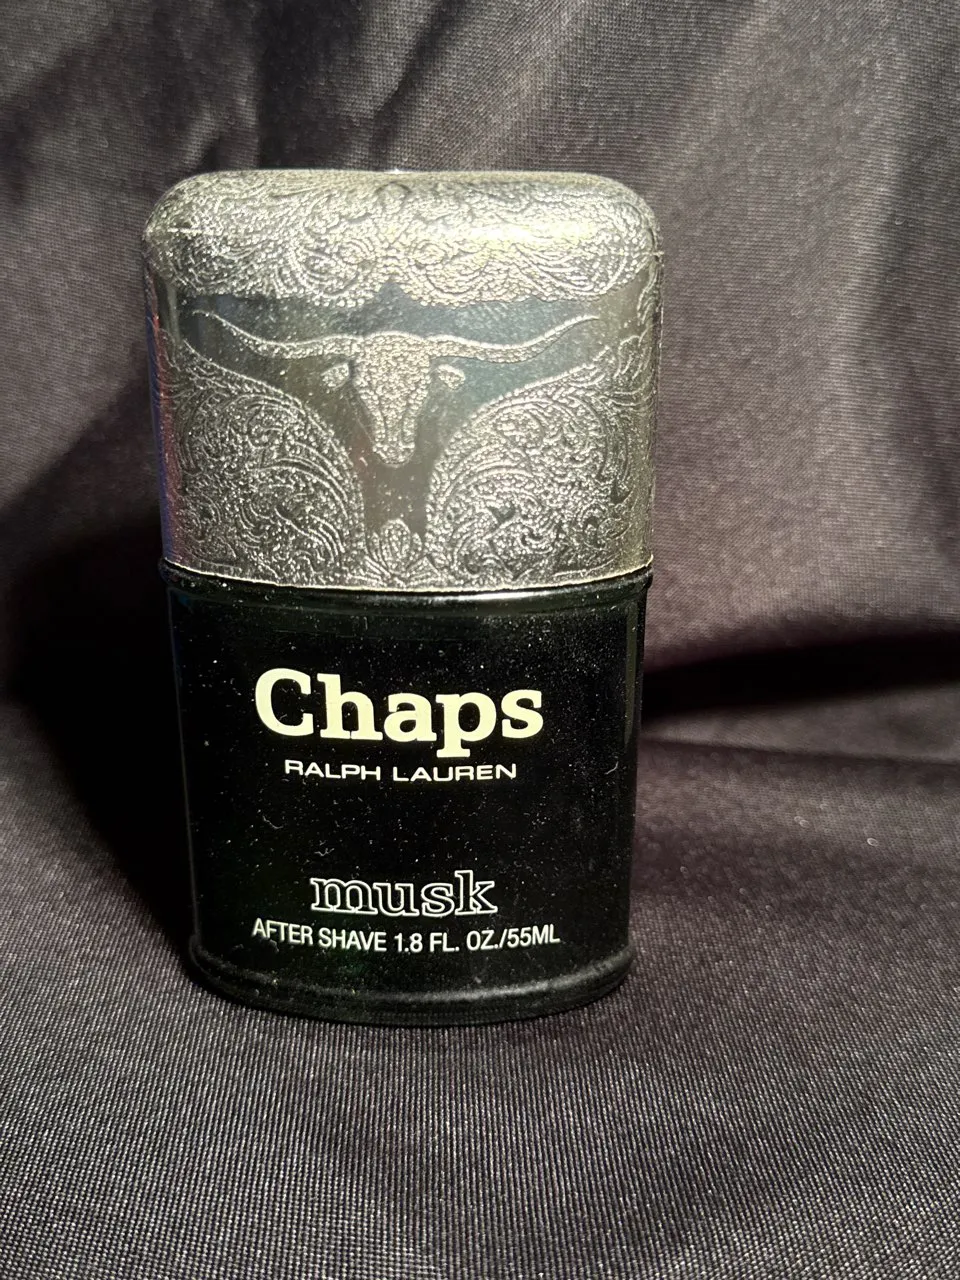 Chaps
RALPH LAUREN
musk
AFTER SHAVE 1.8 FL. OZ./55ML